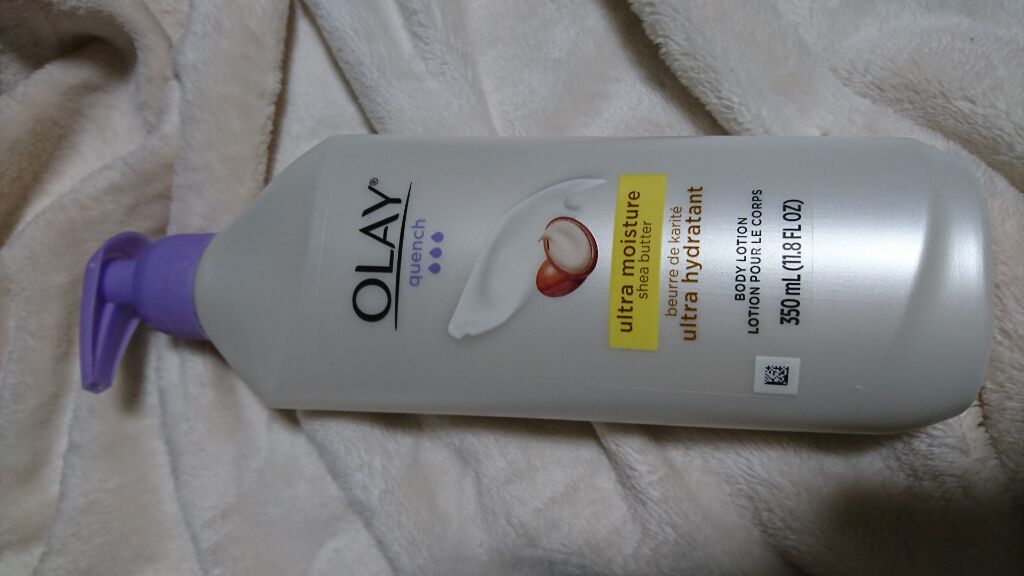 OLAY®
quench
ultra moisture
shea butter
beurre de karité
ultra hydratant
BODY LOTION
LOTION POUR LE CORPS
350 mL (11.8 FL OZ)